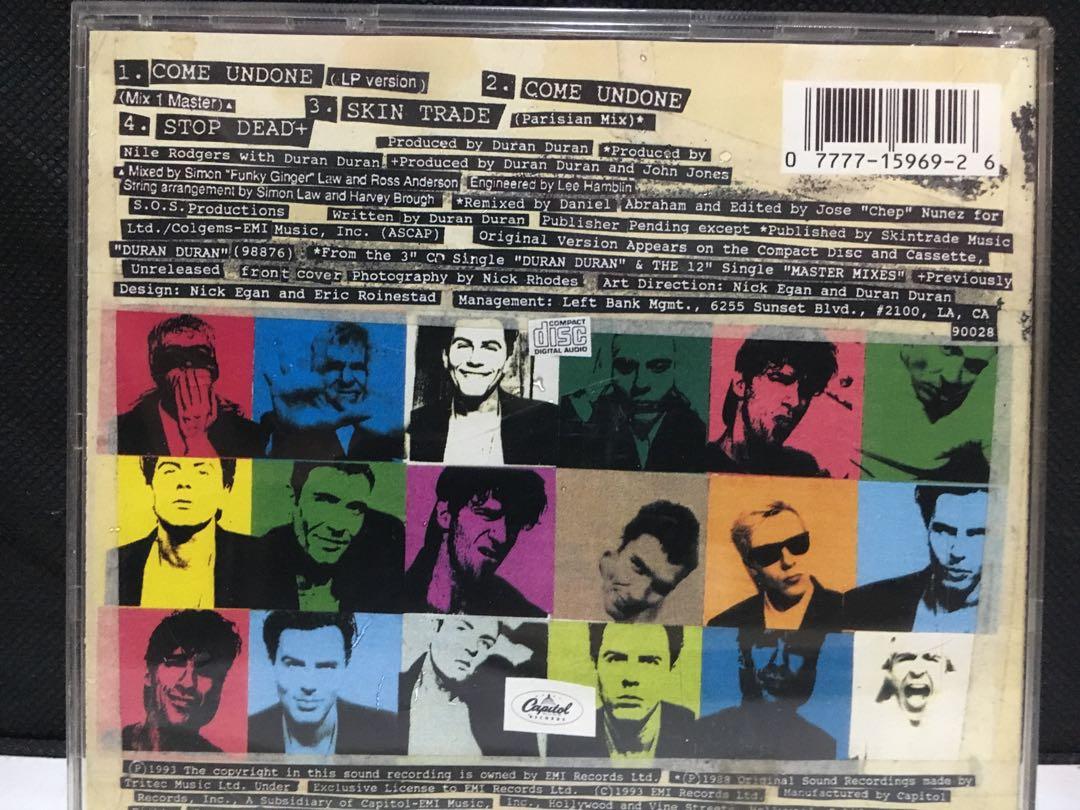 1. COME UNDONE (LP version) 2. COME UNDONE
(Mix 1 Master)▲ 3. SKIN TRADE (Parisian Mix)*
4. STOP DEAD+
Produced by Duran Duran *Produced by
Nile Rodgers with Duran Duran +Produced by Duran Duran and John Jones
▲Mixed by Simon "Funky Ginger" Law and Ross Anderson Engineered by Lee Hamblin
String arrangement by Simon Law and Harvey Brough *Remixed by Daniel Abraham and Edited by Jose "Chep" Nunez for
S.O.S. Productions Written by Duran Duran Publisher Pending except *Published by Skintrade Music
Ltd./Colgems-EMI Music, Inc. (ASCAP) Original Version Appears on the Compact Disc and Cassette,
"DURAN DURAN" (98876) *From the 3" CD Single "DURAN DURAN" & THE 12" Single "MASTER MIXES" +Previously
Unreleased front cover Photography by Nick Rhodes Art Direction: Nick Egan and Duran Duran
Design: Nick Egan and Eric Roinestad Management: Left Bank Mgmt., 6255 Sunset Blvd., #2100, LA, CA
90028
0 7777-15969-2 6
COMPACT
disc
DIGITAL AUDIO
Capitol
RECORDS
(P)1993 The copyright in this sound recording is owned by EMI Records Ltd. *(P)1988 Original Sound Recordings made by
Tritec Music Ltd. Under Exclusive License to EMI Records Ltd. (C)1993 EMI Records Ltd. Manufactured by Capitol
Records, Inc., A Subsidiary of Capitol-EMI Music, Inc., Hollywood and Vine Streets,